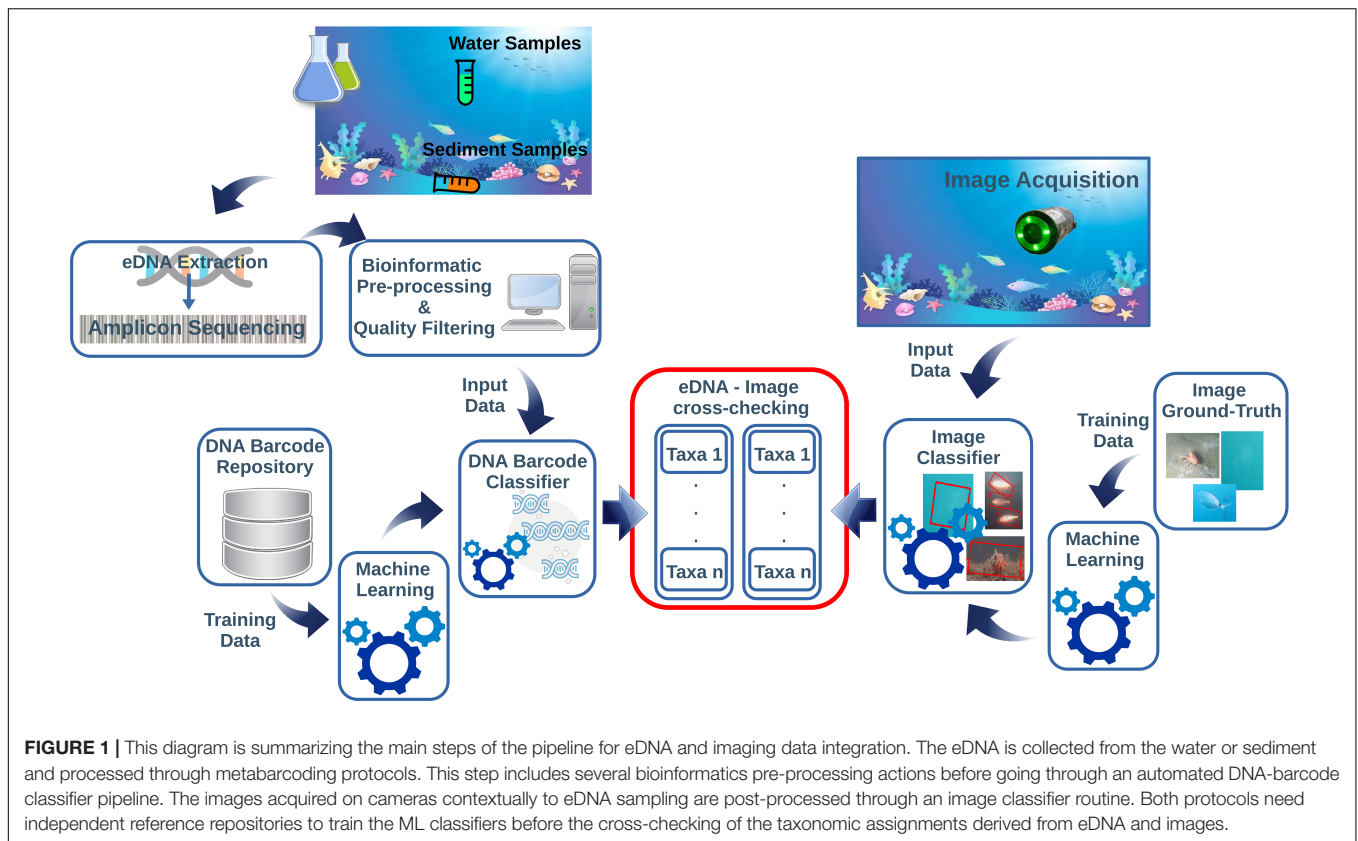 Water Samples
Sediment Samples
eDNA Extraction
Amplicon Sequencing
Bioinformatic
Pre-processing
&
Quality Filtering
Input
Data
DNA Barcode
Repository
Training
Data
Machine
Learning
DNA Barcode
Classifier
eDNA - Image
cross-checking
Taxa 1
Taxa 1
.
.
.
.
.
.
Taxa n
Taxa n
Image Acquisition
Input
Data
Image
Classifier
Image
Ground-Truth
Training
Data
Machine
Learning
FIGURE 1 | This diagram is summarizing the main steps of the pipeline for eDNA and imaging data integration. The eDNA is collected from the water or sediment
and processed through metabarcoding protocols. This step includes several bioinformatics pre-processing actions before going through an automated DNA-barcode
classifier pipeline. The images acquired on cameras contextually to eDNA sampling are post-processed through an image classifier routine. Both protocols need
independent reference repositories to train the ML classifiers before the cross-checking of the taxonomic assignments derived from eDNA and images.